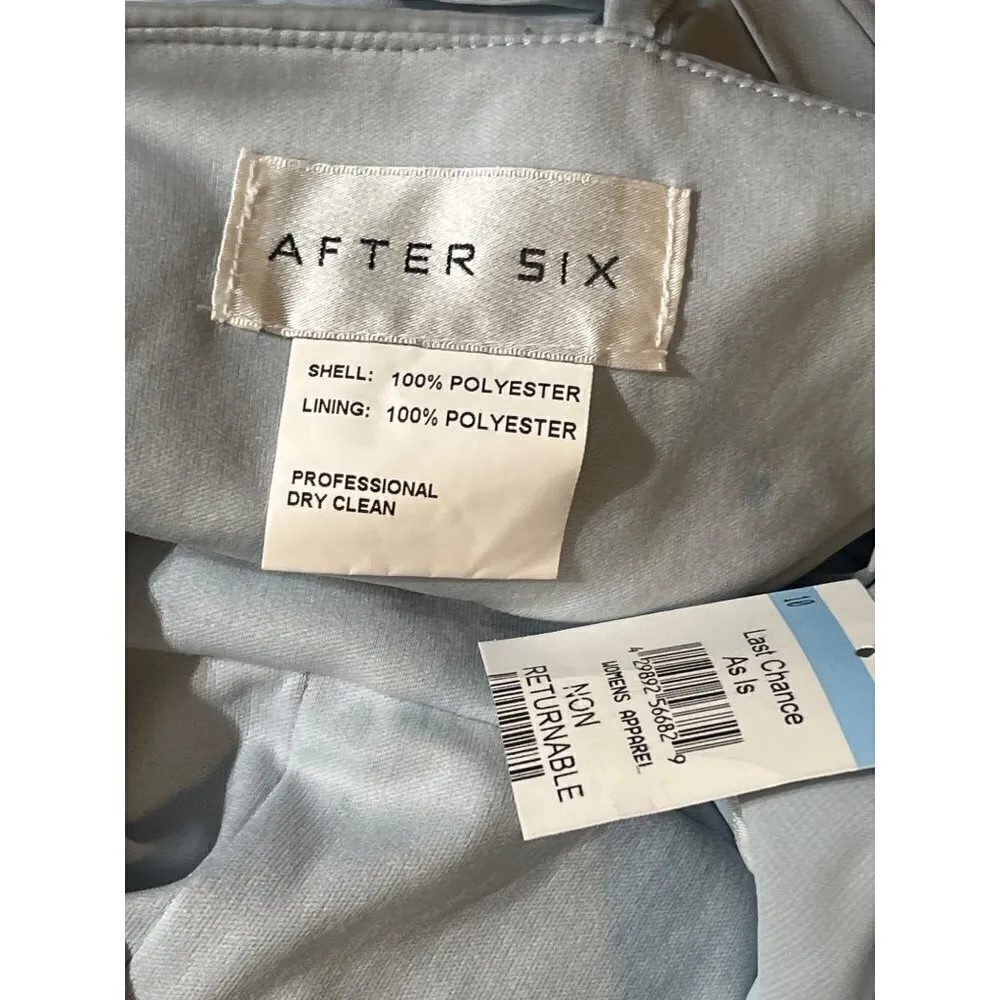 AFTER SIX
SHELL: 100% POLYESTER
LINING: 100% POLYESTER
PROFESSIONAL
DRY CLEAN
10
Last Chance
As Is
4 29892 56682 9
WOMENS APPAREL
NON
RETURNABLE